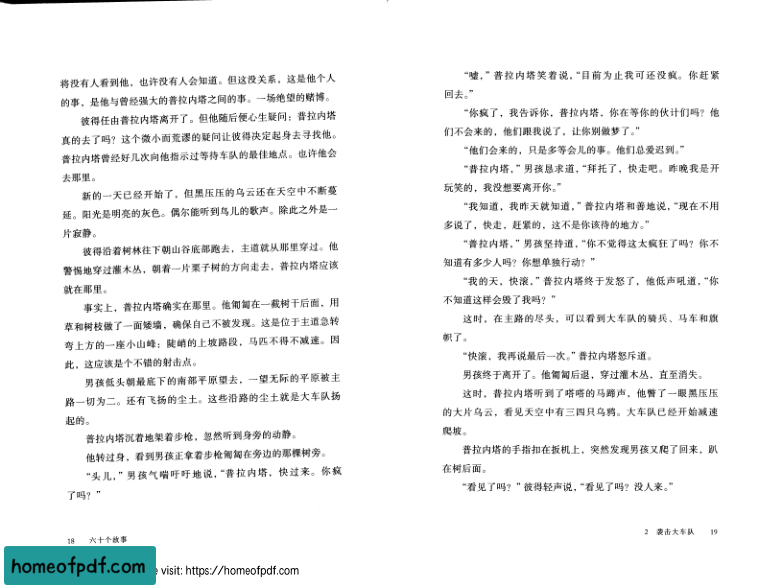 将没有人看到他，也许没有人会知道。但这没关系，这是他个人
的事，是他与曾经强大的普拉内塔之间的事。一场绝望的赌博。
彼得任由普拉内塔离开了。但他随后便心生疑问：普拉内塔
真的去了吗？这个微小而荒谬的疑问让彼得决定起身去寻找他。
普拉内塔曾经好几次向他指示过等待车队的最佳地点。也许他会
去那里。
新的一天已经开始了，但黑压压的乌云还在天空中不断蔓
延。阳光是明亮的灰色。偶尔能听到鸟儿的歌声。除此之外是一
片寂静。
彼得沿着树林往下朝山谷底部跑去，主道就从那里穿过。他
警惕地穿过灌木丛，朝着一片栗子树的方向走去，普拉内塔应该
就在那里。
事实上，普拉内塔确实在那里。他匍匐在一截树干后面，用
草和树枝做了一面矮墙，确保自己不被发现。这是位于主道急转
弯上方的一座小山峰；陡峭的上坡路段，马匹不得不减速。因
此，这应该是个不错的射击点。
男孩低头朝最底下的南部平原望去，一望无际的平原被主
路一切为二。还有飞扬的尘土。这些沿路的尘土就是大车队扬
起的。
普拉内塔沉着地架着步枪，忽然听到身旁的动静。
他转过身，看到男孩正拿着步枪匍匐在旁边的那棵树旁。
“头儿，”男孩气喘吁吁地说，“普拉内塔，快过来。你疯
了吗？”
18 六十个故事
“嘘，”普拉内塔笑着说，“目前为止我可还没疯。你赶紧
回去。”
“你疯了，我告诉你，普拉内塔，你在等你的伙计们吗？他
们不会来的，他们跟我说了，让你别做梦了。”
“他们会来的，只是多等会儿的事。他们总爱迟到。”
“普拉内塔，”男孩恳求道，“拜托了，快走吧。昨晚我是开
玩笑的，我没想要离开你。”
“我知道，我昨天就知道，”普拉内塔和善地说，“现在不用
多说了，快走，赶紧的，这不是你该待的地方。”
“普拉内塔，”男孩坚持道，“你不觉得这太疯狂了吗？你不
知道有多少人吗？你想单独行动？”
“我的天，快滚，”普拉内塔终于发怒了，他低声吼道，“你
不知道这样会毁了我吗？”
这时，在主路的尽头，可以看到大车队的骑兵、马车和旗
帜了。
“快滚，我再说最后一次。”普拉内塔怒斥道。
男孩终于离开了。他匍匐后退，穿过灌木丛，直至消失。
这时，普拉内塔听到了嗒嗒的马蹄声，他瞥了一眼黑压压
的大片乌云，看见天空中有三四只乌鸦。大车队已经开始减速
爬坡。
普拉内塔的手指扣在扳机上，突然发现男孩又爬了回来，趴
在树后面。
“看见了吗？”彼得轻声说，“看见了吗？没人来。”
2 袭击大车队 19
homeofpdf.com
e visit: https://homeofpdf.com